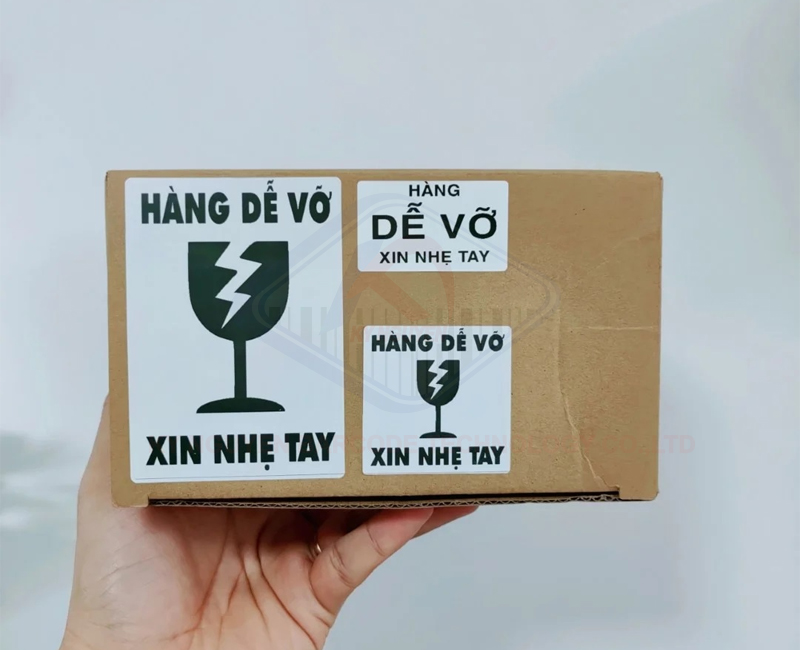 HÀNG DỄ VỠ
XIN NHẸ TAY
HÀNG
DỄ VỠ
XIN NHẸ TAY
HÀNG DỄ VỠ
XIN NHẸ TAY